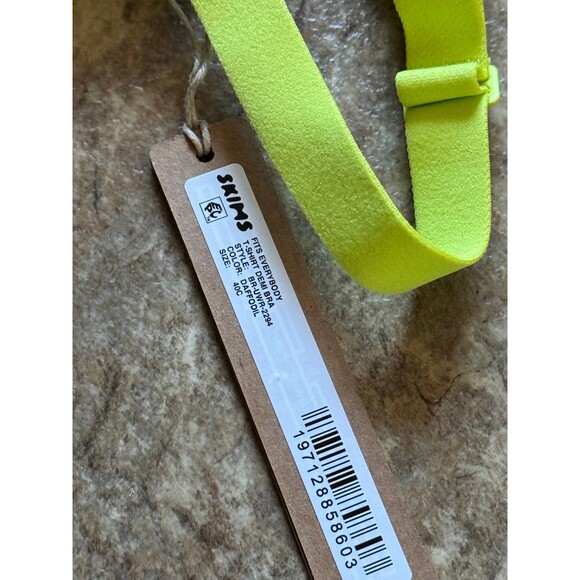 SKIMS
FITS EVERYBODY
T-SHIRT DEMI BRA
STYLE: BR-UWR-2294
COLOR: DAFFODIL
SIZE: 40C
197128858603